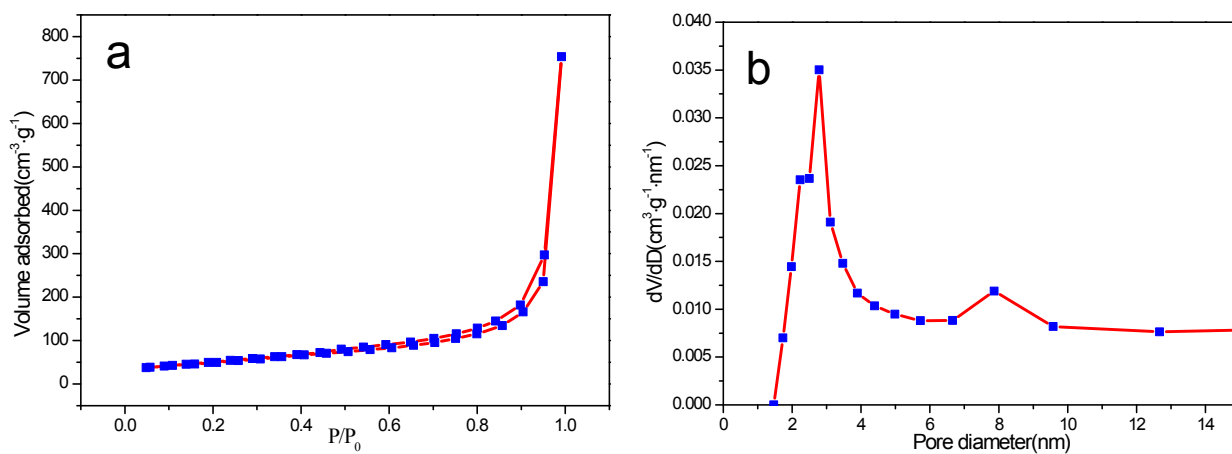 a
800
700
600
500
400
300
200
100
0
Volume adsorbed(cm⁻³·g⁻¹)
0.0 0.2 0.4 0.6 0.8 1.0
P/P₀
b
0.040
0.035
0.030
0.025
0.020
0.015
0.010
0.005
0.000
dV/dD(cm³·g⁻¹·nm⁻¹)
0 2 4 6 8 10 12 14
Pore diameter(nm)